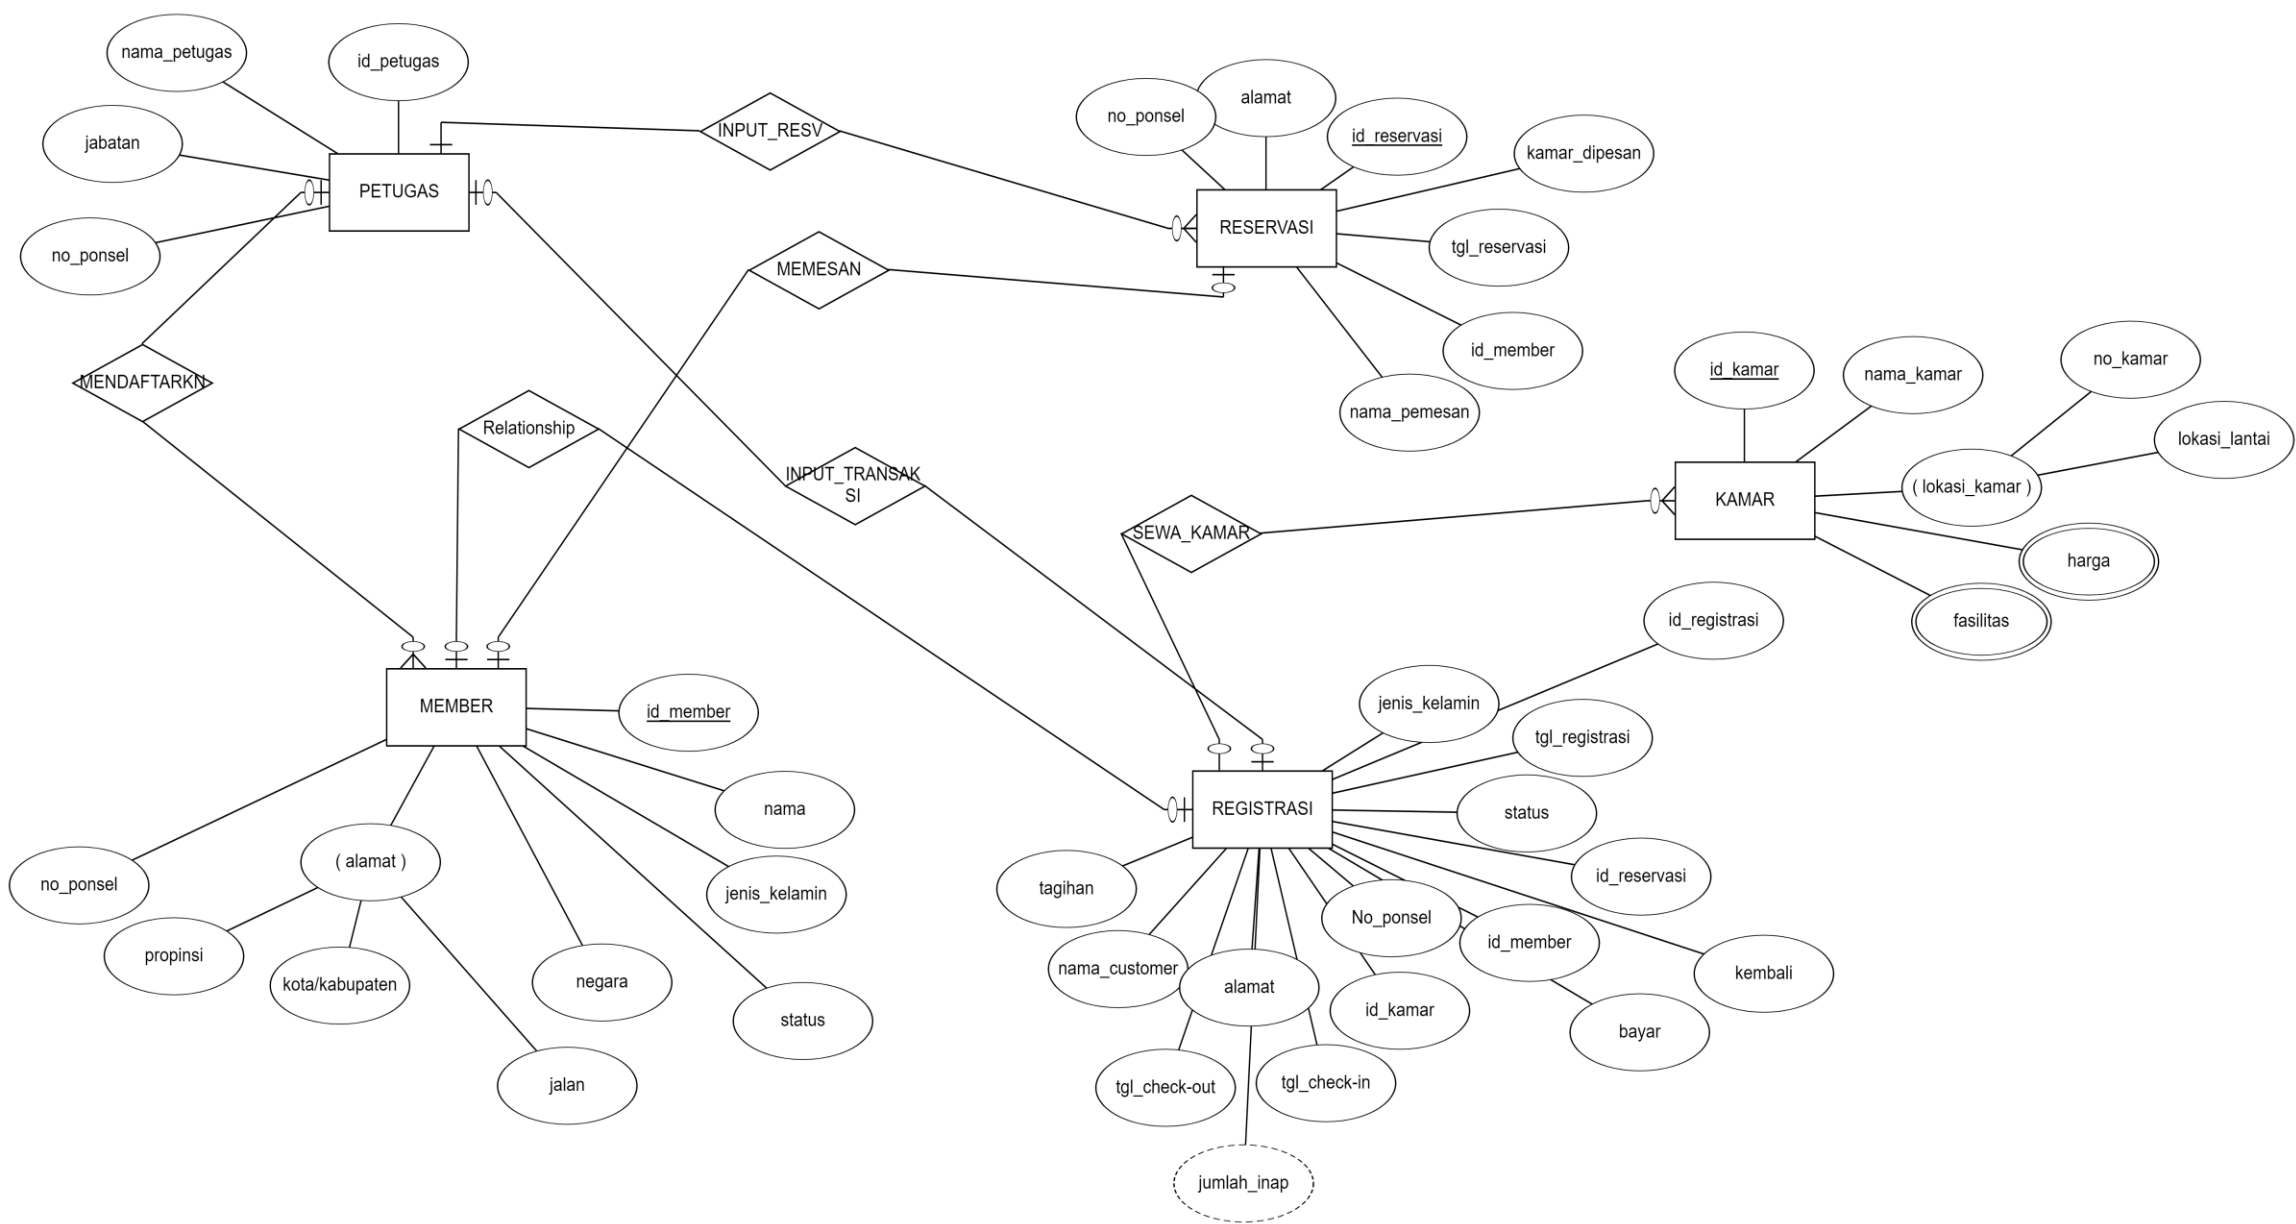 nama_petugas
id_petugas
jabatan
no_ponsel
PETUGAS
INPUT_RESV
no_ponsel
alamat
id_reservasi
kamar_dipesan
RESERVASI
tgl_reservasi
id_member
nama_pemesan
MEMESAN
MENDAFTARKN
Relationship
INPUT_TRANSAK
SI
SEWA_KAMAR
id_kamar
nama_kamar
no_kamar
lokasi_lantai
( lokasi_kamar )
KAMAR
harga
fasilitas
MEMBER
id_member
nama
jenis_kelamin
status
negara
( alamat )
no_ponsel
propinsi
kota/kabupaten
jalan
id_registrasi
jenis_kelamin
tgl_registrasi
status
REGISTRASI
id_reservasi
tagihan
No_ponsel
id_member
kembali
nama_customer
alamat
id_kamar
bayar
tgl_check-out
tgl_check-in
jumlah_inap